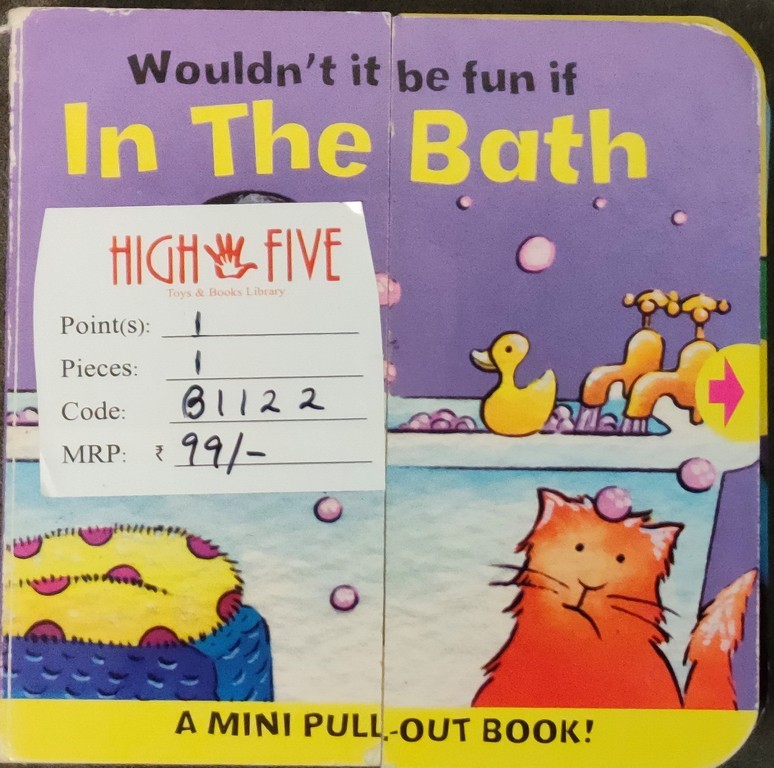 Wouldn't it be fun if
In The Bath
HIGH FIVE
Toys & Books Library
Point(s): 1
Pieces: 1
Code: B1122
MRP: ₹ 99/-
A MINI PULL-OUT BOOK!